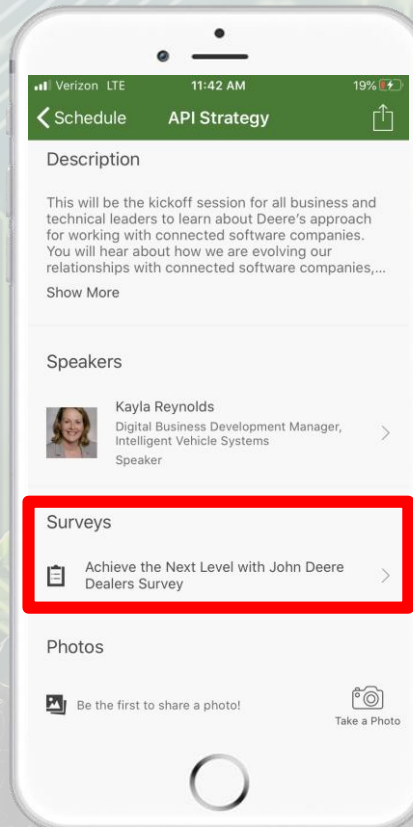 Verizon LTE 11:42 AM 19%
Schedule API Strategy
Description
This will be the kickoff session for all business and
technical leaders to learn about Deere's approach
for working with connected software companies.
You will hear about how we are evolving our
relationships with connected software companies,...
Show More
Speakers
Kayla Reynolds
Digital Business Development Manager,
Intelligent Vehicle Systems
Speaker
Surveys
Achieve the Next Level with John Deere
Dealers Survey
Photos
Be the first to share a photo!
Take a Photo